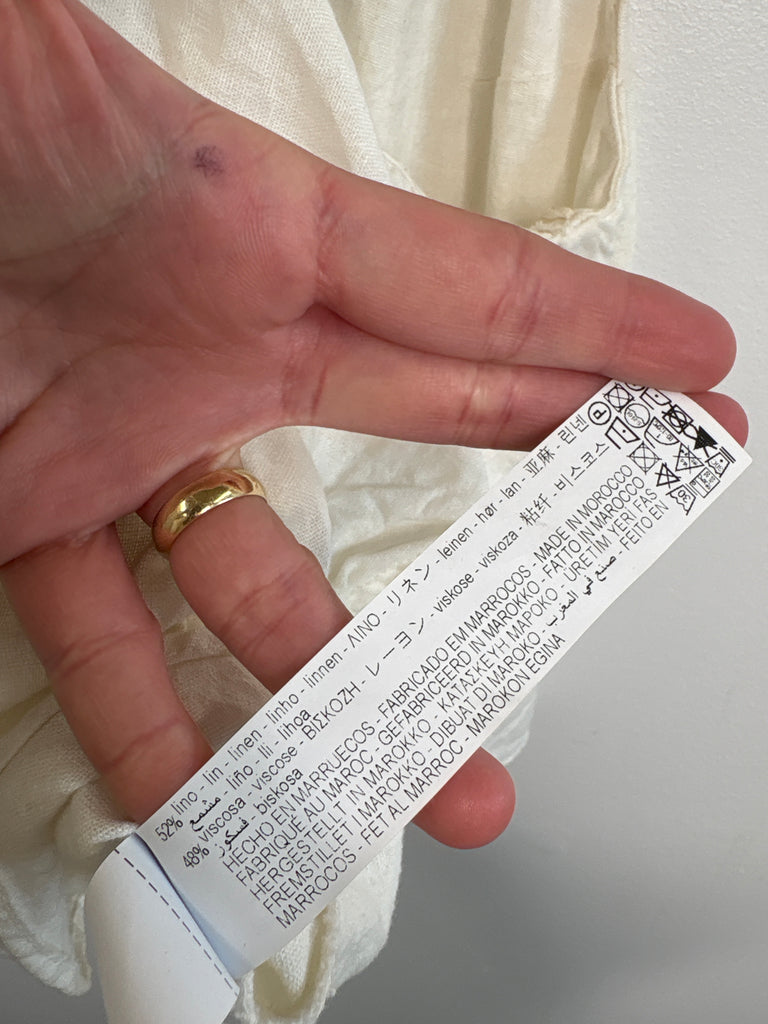 52% lino - lin - linen - linho - linnen - ΛΙΝΟ - リネン - leinen - hør - lan - 亚麻 - 린넨
مشمع - liño - lli - lihoa
48% viscosa - viscose - ΒΙΣΚΟΖΗ - レーヨン - viskose - viskoza - 粘纤 - 비스코스
فسكوز - biskosa
HECHO EN MARRUECOS - FABRICADO EM MARROCOS - MADE IN MOROCCO
FABRIQUÉ AU MAROC - GEFABRICEERD IN MAROKKO - FATTO IN MAROCCO
HERGESTELLT IN MAROKKO - ΚΑΤΑΣΚΕΥΗ ΜΑΡΟΚΟ - ÜRETIM YERI FAS
FREMSTILLET I MAROKKO - DIBUAT DI MAROKO - صنع في المغرب - FEITO EN
MARROCOS - FET AL MARROC - MAROKON EGINA
P
30